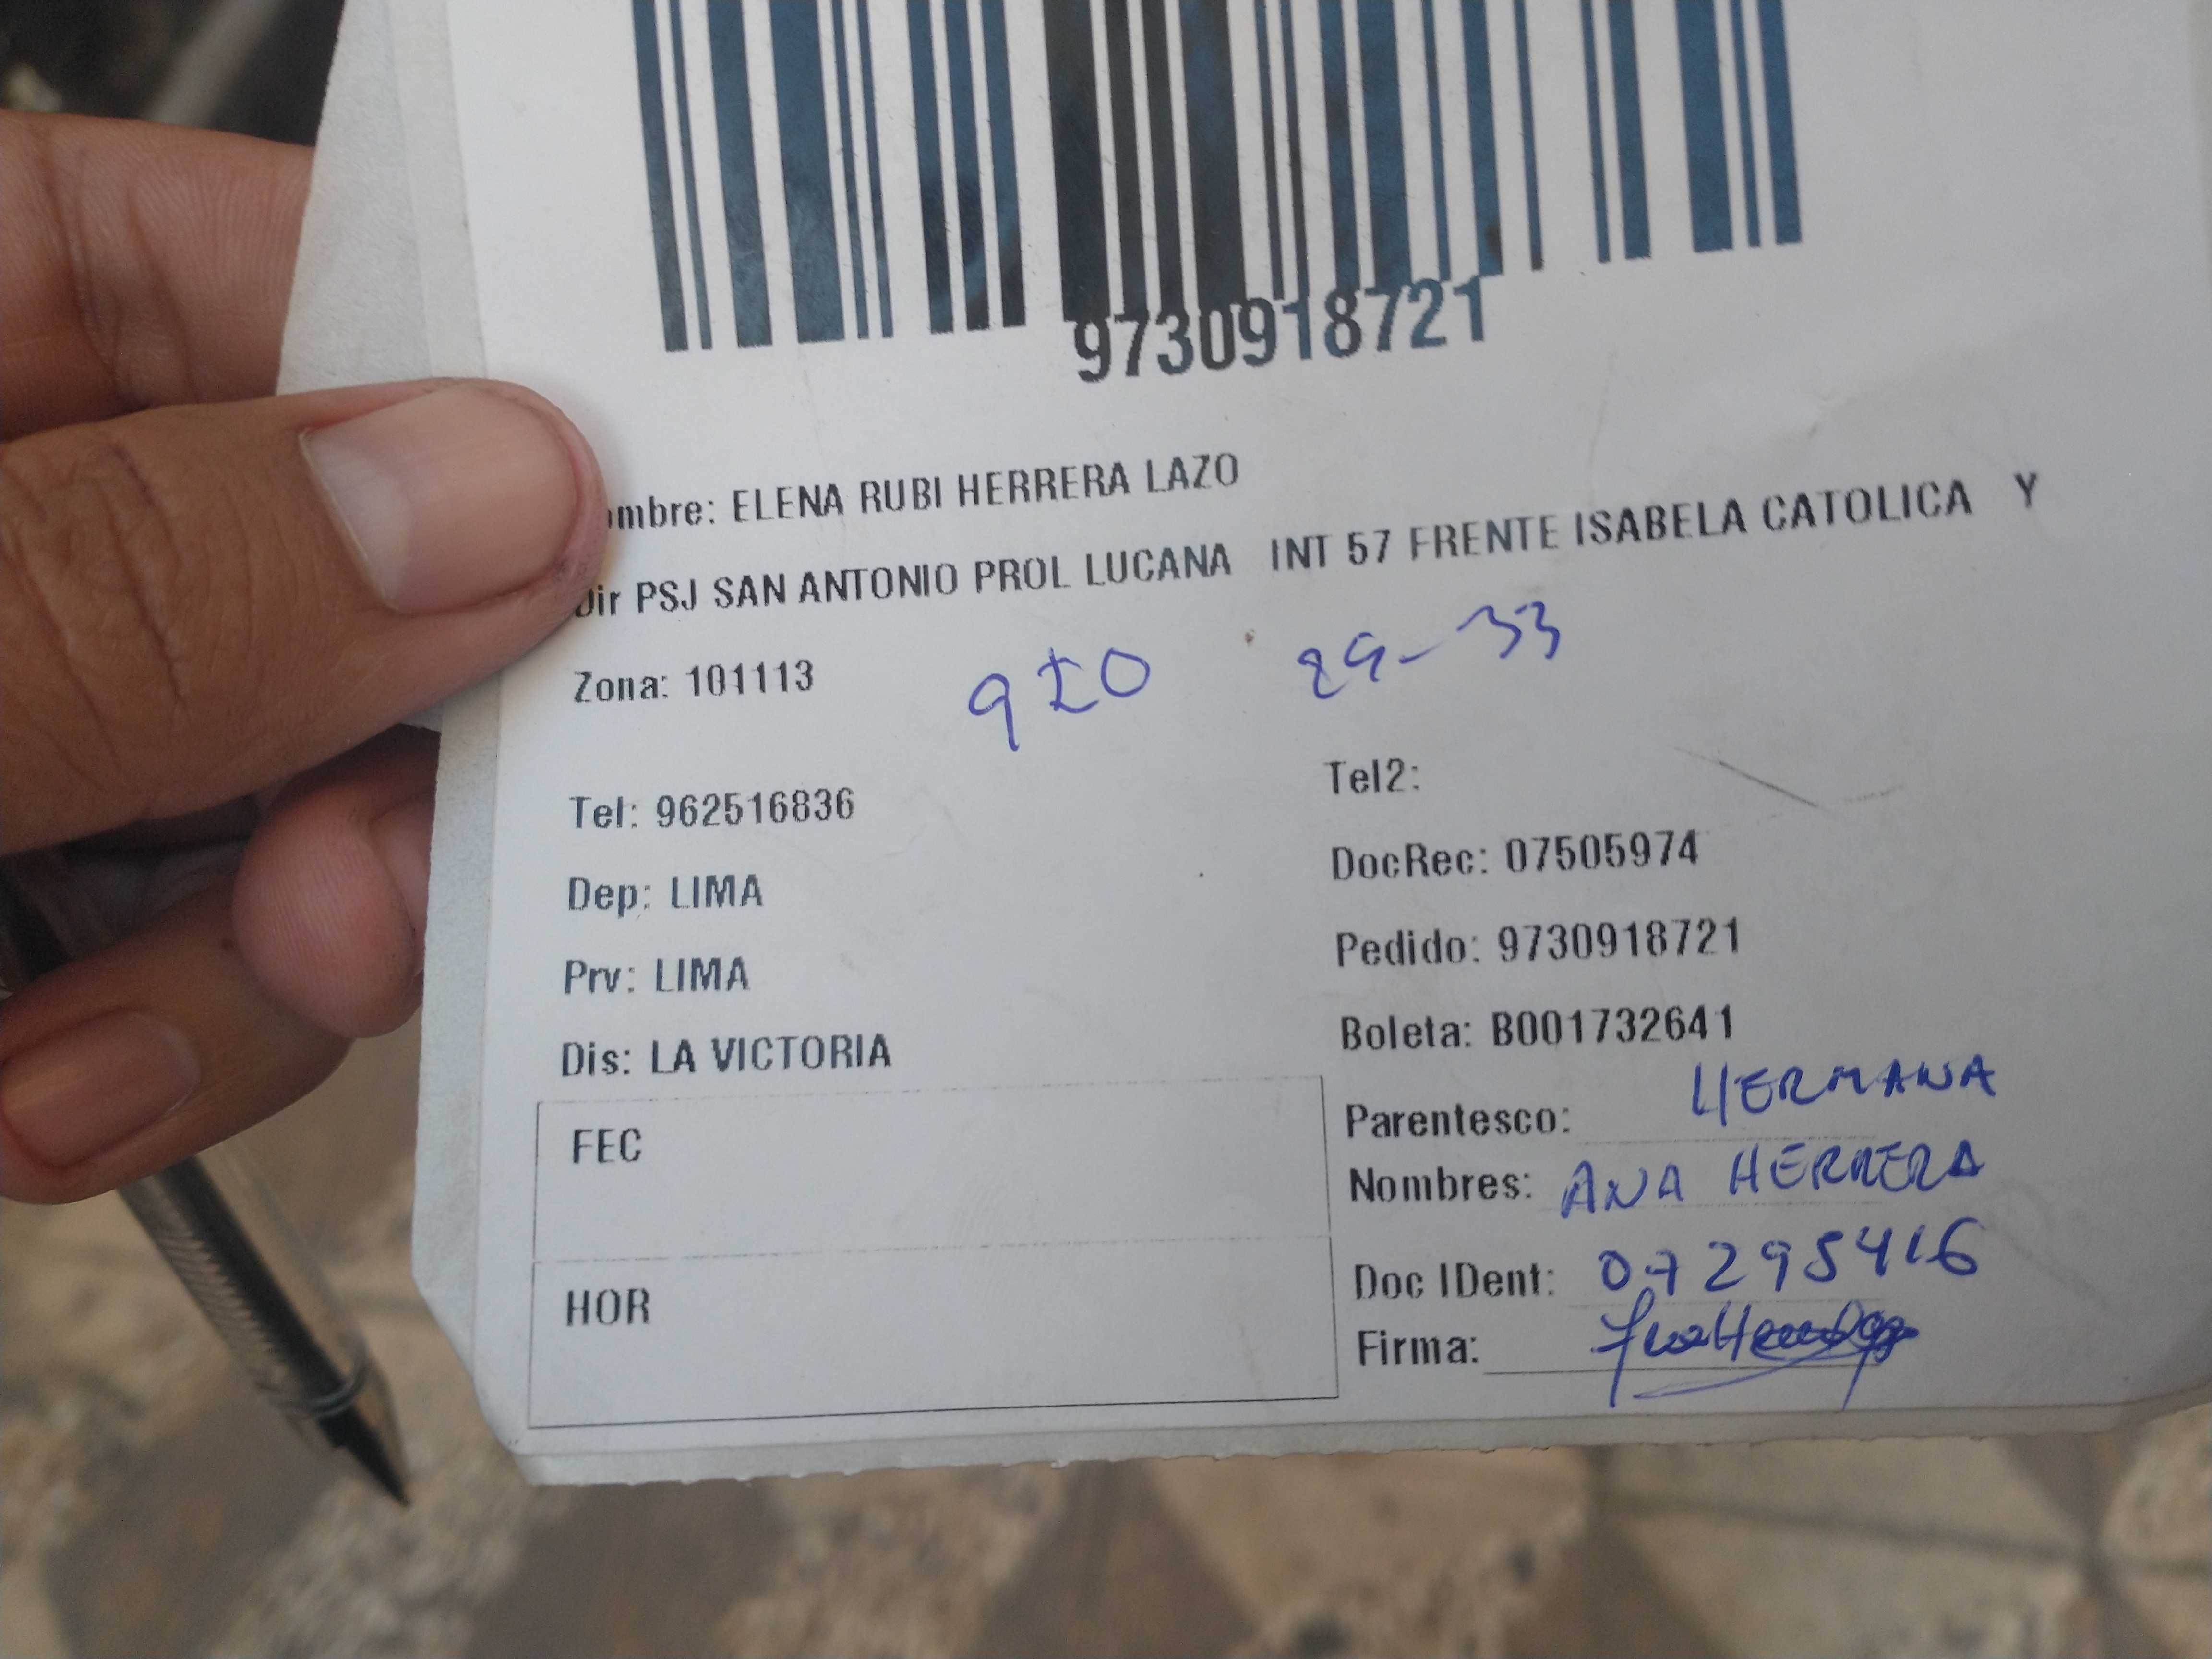 9730918721
ombre: ELENA RUBI HERRERA LAZO
Dir PSJ SAN ANTONIO PROL LUCANA INT 57 FRENTE ISABELA CATOLICA Y
Zona: 101113
Tel: 962516836
Tel2:
DocRec: 07505974
Dep: LIMA
Pedido: 9730918721
Prv: LIMA
Boleta: B001732641
Dis: LA VICTORIA
Parentesco: HERMANA
FEC
Nombres: ANA HERRERA
Doc IDent: 07295416
HOR
Firma: